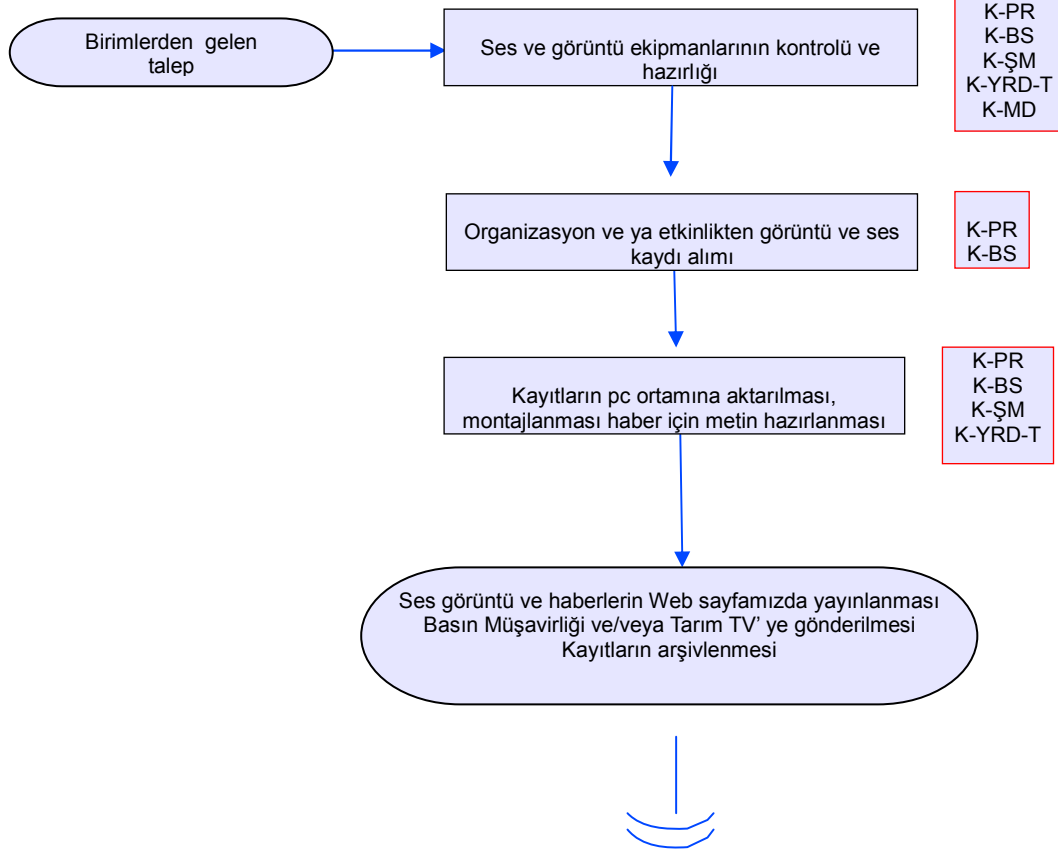 Birimlerden gelen
talep
Ses ve görüntü ekipmanlarının kontrolü ve
hazırlığı
K-PR
K-BS
K-ŞM
K-YRD-T
K-MD
Organizasyon ve ya etkinlikten görüntü ve ses
kaydı alımı
K-PR
K-BS
Kayıtların pc ortamına aktarılması,
montajlanması haber için metin hazırlanması
K-PR
K-BS
K-ŞM
K-YRD-T
Ses görüntü ve haberlerin Web sayfamızda yayınlanması
Basın Müşavirliği ve/veya Tarım TV' ye gönderilmesi
Kayıtların arşivlenmesi